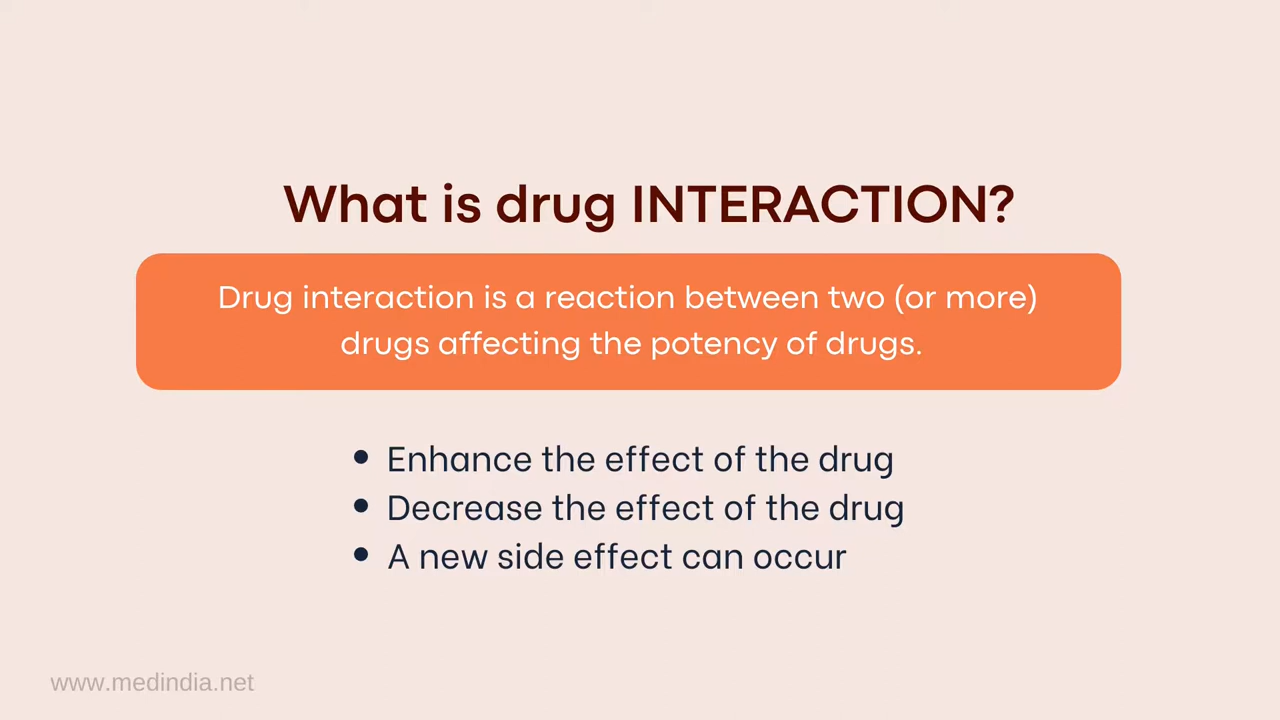 What is drug INTERACTION?
Drug interaction is a reaction between two (or more)
drugs affecting the potency of drugs.
• Enhance the effect of the drug
• Decrease the effect of the drug
• A new side effect can occur
www.medindia.net